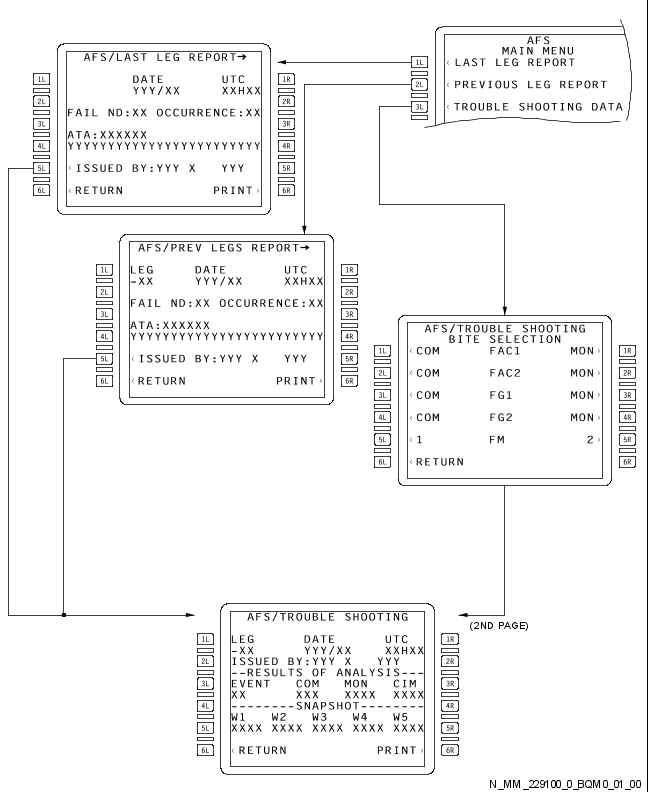 AFS
MAIN MENU
1L ‹ LAST LEG REPORT
2L ‹ PREVIOUS LEG REPORT
3L ‹ TROUBLE SHOOTING DATA
AFS/LAST LEG REPORT→
1L DATE UTC 1R
YYY/XX XXHXX
2L 2R
FAIL ND:XX OCCURRENCE:XX
3L 3R
ATA:XXXXXX
4L YYYYYYYYYYYYYYYYYYYYYYYY 4R
5L ‹ ISSUED BY:YYY X YYY 5R
6L ‹ RETURN PRINT › 6R
AFS/PREV LEGS REPORT→
1L LEG DATE UTC 1R
-XX YYY/XX XXHXX
2L 2R
FAIL ND:XX OCCURRENCE:XX
3L 3R
ATA:XXXXXX
4L YYYYYYYYYYYYYYYYYYYYYYYY 4R
5L ‹ ISSUED BY:YYY X YYY 5R
6L ‹ RETURN PRINT › 6R
AFS/TROUBLE SHOOTING
BITE SELECTION
1L ‹ COM FAC1 MON › 1R
2L ‹ COM FAC2 MON › 2R
3L ‹ COM FG1 MON › 3R
4L ‹ COM FG2 MON › 4R
5L ‹ 1 FM 2 › 5R
6L ‹ RETURN 6R
AFS/TROUBLE SHOOTING
(2ND PAGE)
1L LEG DATE UTC 1R
-XX YYY/XX XXHXX
2L ISSUED BY:YYY X YYY 2R
--RESULTS OF ANALYSIS---
3L EVENT COM MON CIM 3R
XX XXX XXXX XXXX
4L --------SNAPSHOT-------- 4R
W1 W2 W3 W4 W5
5L XXXX XXXX XXXX XXXX XXXX 5R
6L ‹ RETURN PRINT › 6R
N_MM_229100_0_BQM0_01_00